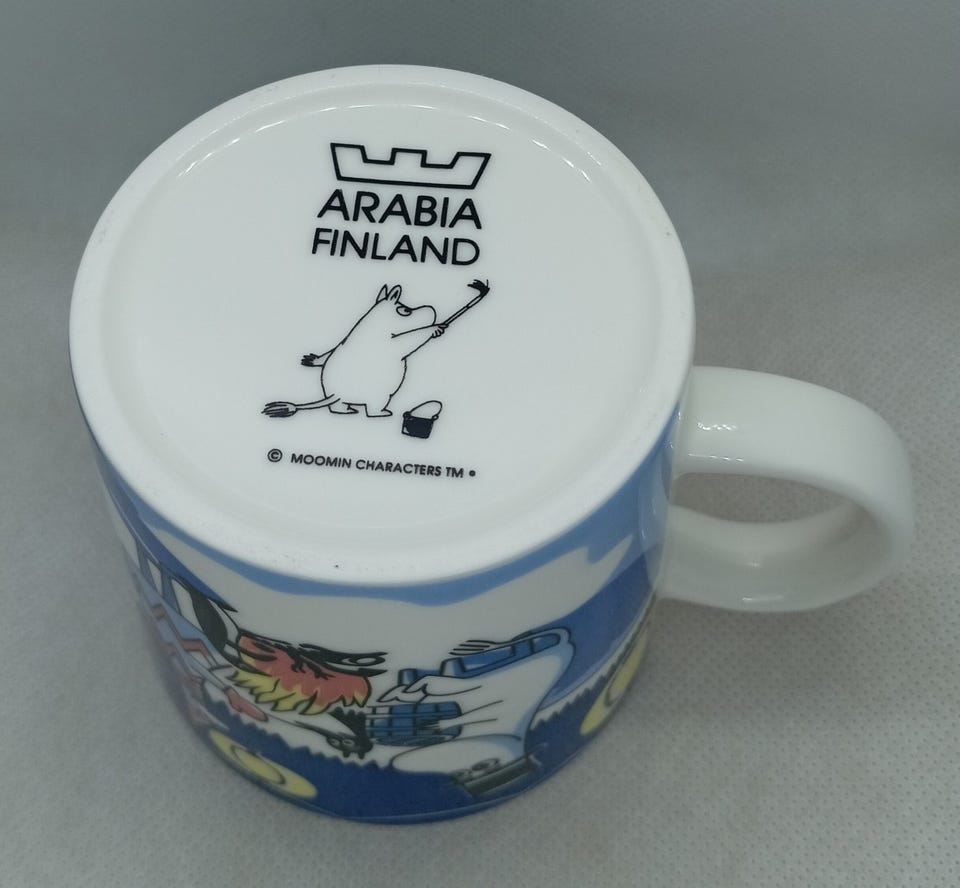 ARABIA
FINLAND
© MOOMIN CHARACTERS TM •